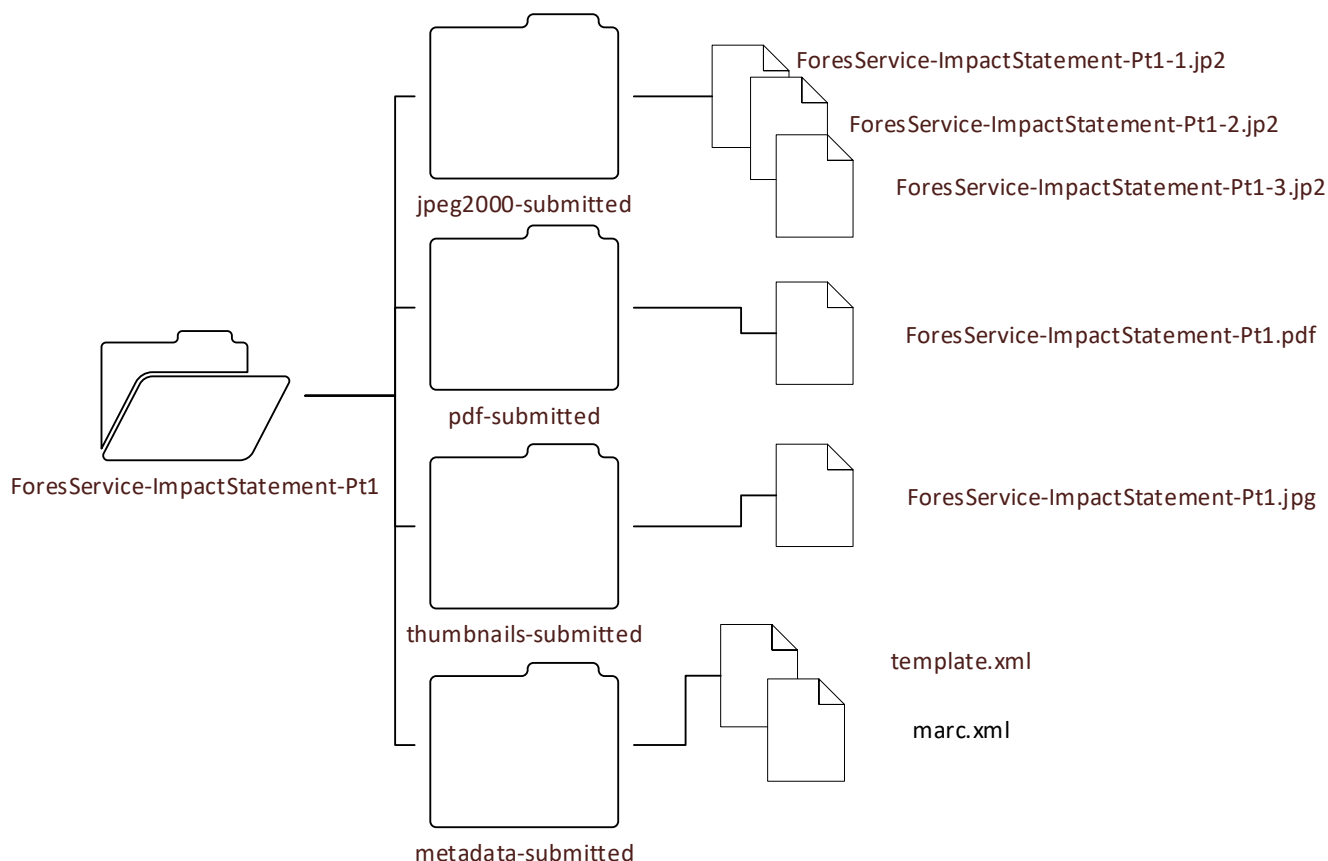 ForesService-ImpactStatement-Pt1-1.jp2
ForesService-ImpactStatement-Pt1-2.jp2
ForesService-ImpactStatement-Pt1-3.jp2
jpeg2000-submitted
ForesService-ImpactStatement-Pt1.pdf
pdf-submitted
ForesService-ImpactStatement-Pt1
ForesService-ImpactStatement-Pt1.jpg
thumbnails-submitted
template.xml
marc.xml
metadata-submitted